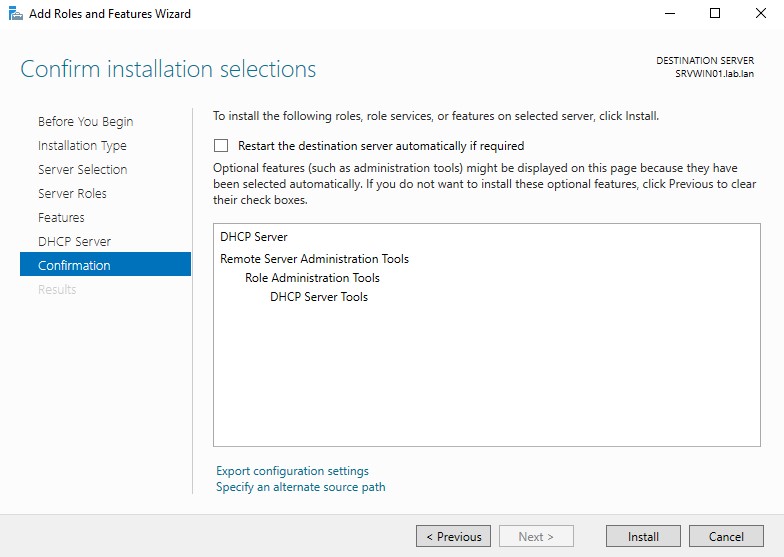 Add Roles and Features Wizard
Confirm installation selections
DESTINATION SERVER
SRVWIN01.lab.lan
Before You Begin
Installation Type
Server Selection
Server Roles
Features
DHCP Server
Confirmation
Results
To install the following roles, role services, or features on selected server, click Install.
Restart the destination server automatically if required
Optional features (such as administration tools) might be displayed on this page because they have
been selected automatically. If you do not want to install these optional features, click Previous to clear
their check boxes.
DHCP Server
Remote Server Administration Tools
Role Administration Tools
DHCP Server Tools
Export configuration settings
Specify an alternate source path
< Previous
Next >
Install
Cancel